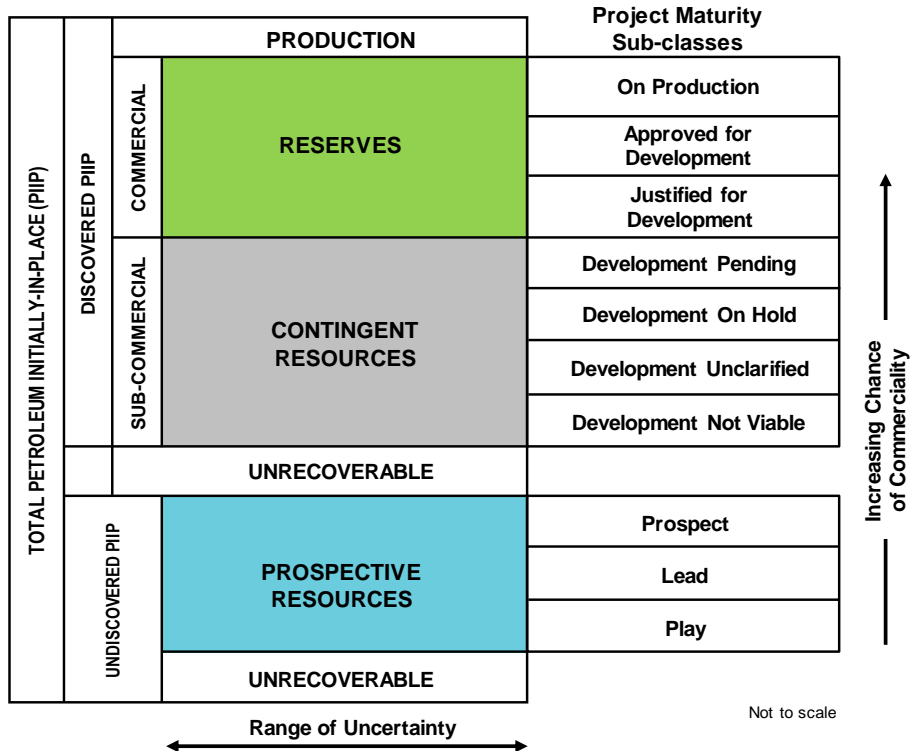 Project Maturity
Sub-classes
PRODUCTION
TOTAL PETROLEUM INITIALLY-IN-PLACE (PIIP)
DISCOVERED PIIP
COMMERCIAL
RESERVES
On Production
Approved for
Development
Justified for
Development
SUB-COMMERCIAL
CONTINGENT
RESOURCES
Development Pending
Development On Hold
Development Unclarified
Development Not Viable
UNRECOVERABLE
UNDISCOVERED PIIP
PROSPECTIVE
RESOURCES
Prospect
Lead
Play
UNRECOVERABLE
Increasing Chance
of Commerciality
Range of Uncertainty
Not to scale